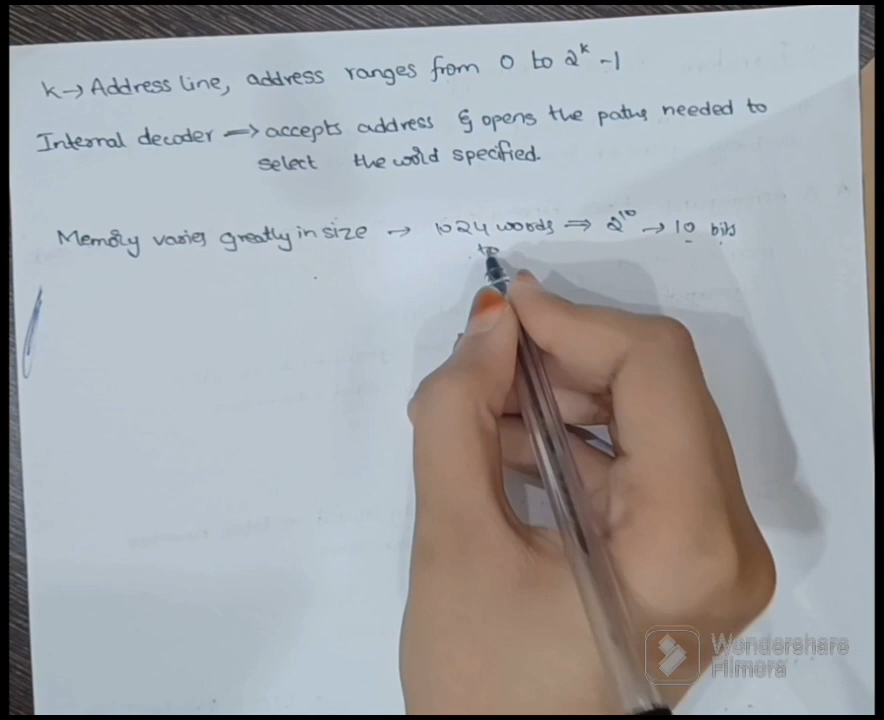 k → Address line, address ranges from 0 to 2^k - 1
Internal decoder → accepts address & opens the paths needed to
select the word specified.
Memory varies greatly in size → 1024 words ⇒ 2^10 → 10 bits
to
Wondershare
Filmora